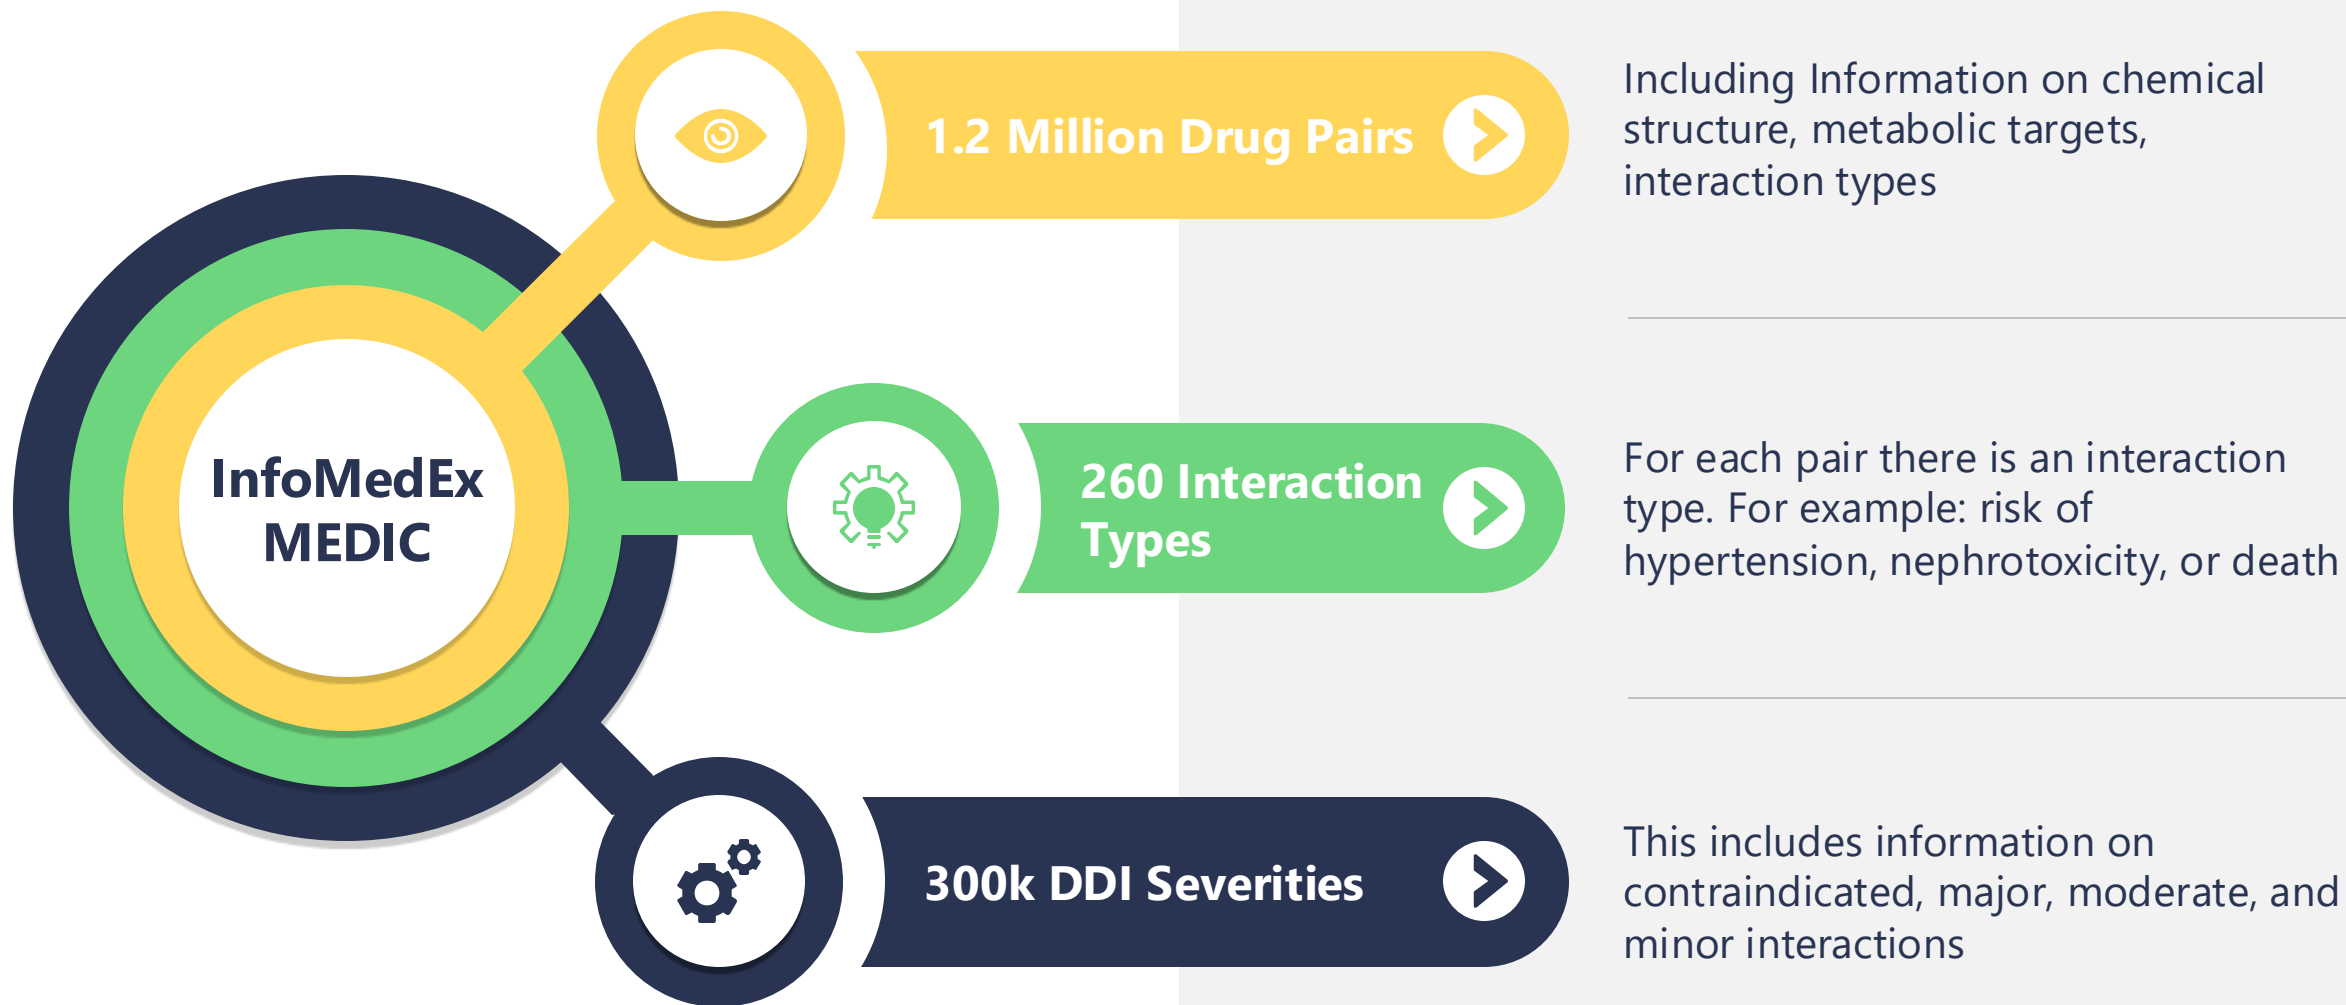 InfoMedEx
MEDIC
1.2 Million Drug Pairs
Including Information on chemical
structure, metabolic targets,
interaction types
260 Interaction
Types
For each pair there is an interaction
type. For example: risk of
hypertension, nephrotoxicity, or death
300k DDI Severities
This includes information on
contraindicated, major, moderate, and
minor interactions